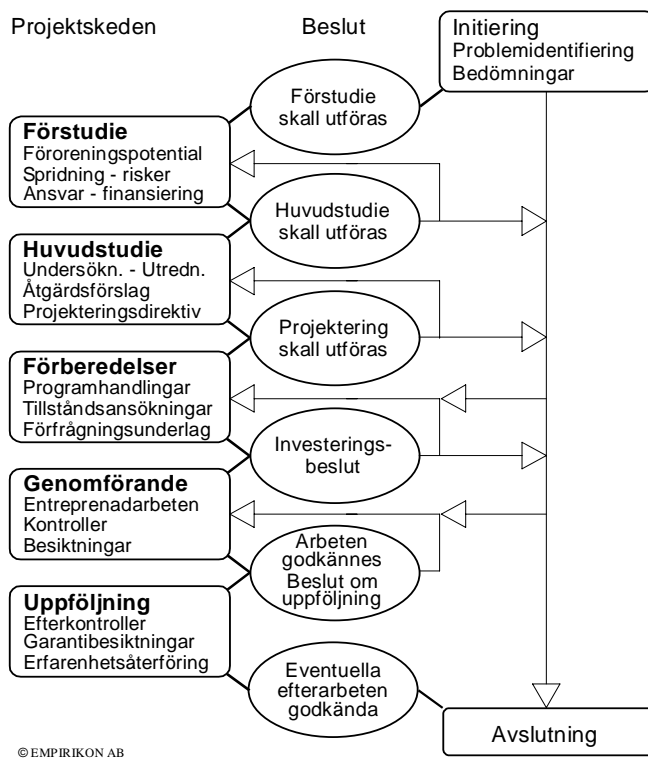 Projektskeden
Beslut
Initiering
Problemidentifiering
Bedömningar
Förstudie
skall utföras
Förstudie
Föroreningspotential
Spridning - risker
Ansvar - finansiering
Huvudstudie
skall utföras
Huvudstudie
Undersökn. - Utredn.
Åtgärdsförslag
Projekteringsdirektiv
Projektering
skall utföras
Förberedelser
Programhandlingar
Tillståndsansökningar
Förfrågningsunderlag
Investerings-
beslut
Genomförande
Entreprenadarbeten
Kontroller
Besiktningar
Arbeten
godkännes
Beslut om
uppföljning
Uppföljning
Efterkontroller
Garantibesiktningar
Erfarenhetsåterföring
Eventuella
efterarbeten
godkända
Avslutning
© EMPIRIKON AB